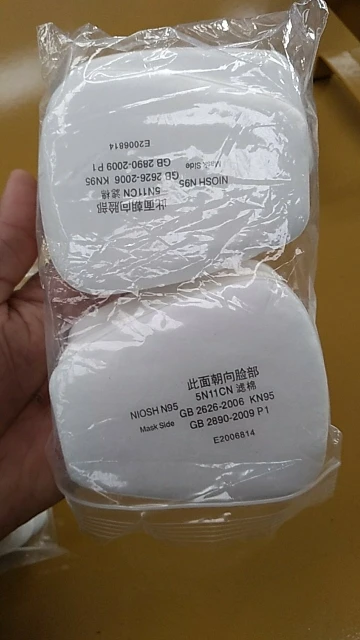 E2006814
GB 2890-2009 P1
GB 2626-2006 KN95
Mask Side
NIOSH N95
5N11CN 滤棉
此面朝向脸部
此面朝向脸部
5N11CN 滤棉
NIOSH N95 GB 2626-2006 KN95
Mask Side GB 2890-2009 P1
E2006814